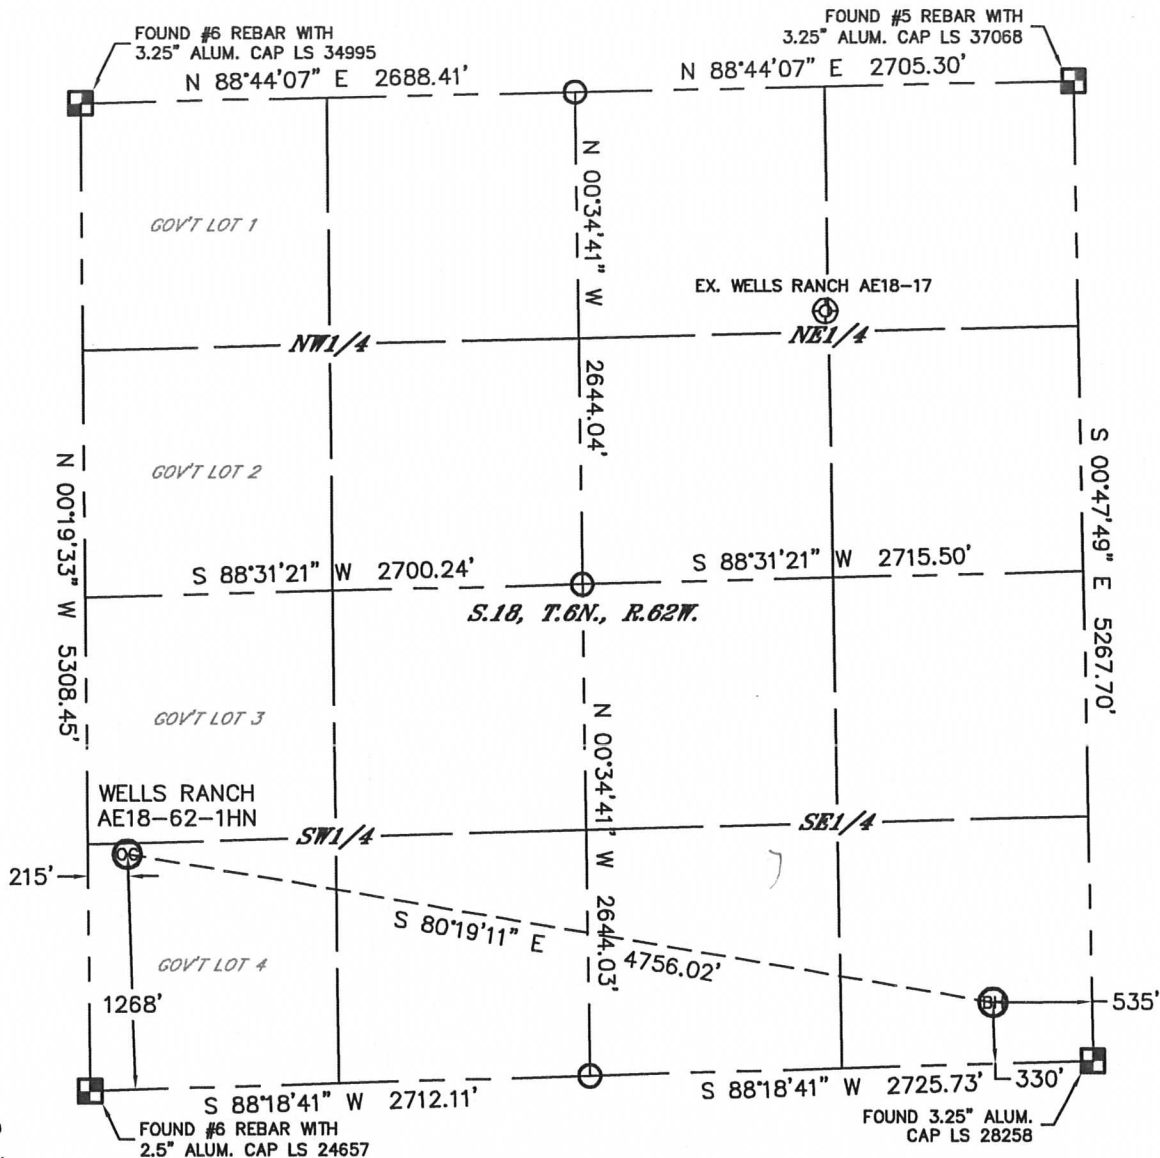 FOUND #6 REBAR WITH
3.25" ALUM. CAP LS 34995
FOUND #5 REBAR WITH
3.25" ALUM. CAP LS 37068
N 88°44'07" E 2688.41'
N 88°44'07" E 2705.30'
N 00°34'41" W 2644.04'
GOV'T LOT 1
EX. WELLS RANCH AE18-17
NW1/4
NE1/4
N 00°19'33" W 5308.45'
S 00°47'49" E 5267.70'
GOV'T LOT 2
S 88°31'21" W 2700.24'
S 88°31'21" W 2715.50'
S.18, T.6N., R.62W.
GOV'T LOT 3
N 00°34'41" W 2644.03'
WELLS RANCH
AE18-62-1HN
SW1/4
SE1/4
OG
215'
S 80°19'11" E 4756.02'
GOV'T LOT 4
1268'
BH
535'
330'
S 88°18'41" W 2712.11'
S 88°18'41" W 2725.73'
FOUND #6 REBAR WITH
2.5" ALUM. CAP LS 24657
FOUND 3.25" ALUM.
CAP LS 28258